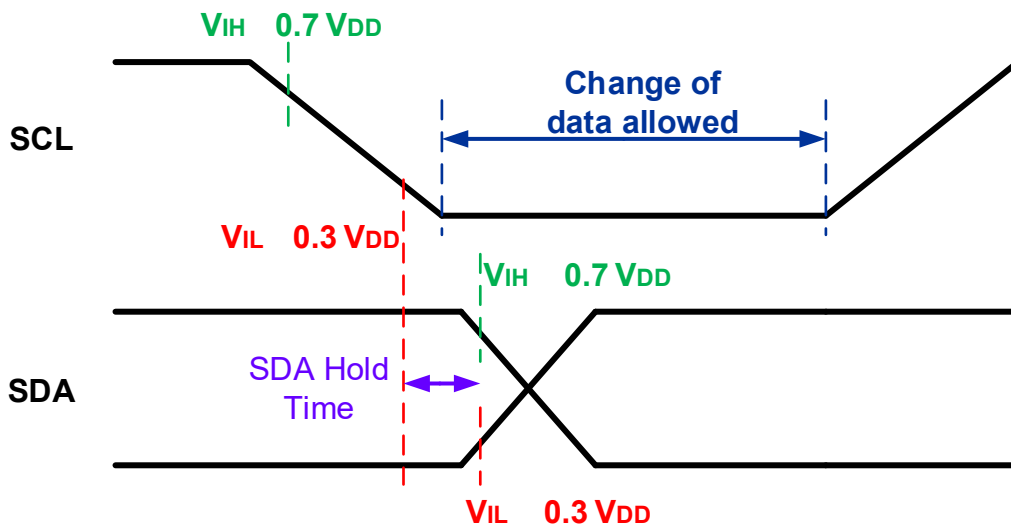 VIH 0.7 VDD
Change of
data allowed
SCL
VIL 0.3 VDD
VIH 0.7 VDD
SDA Hold
Time
SDA
VIL 0.3 VDD